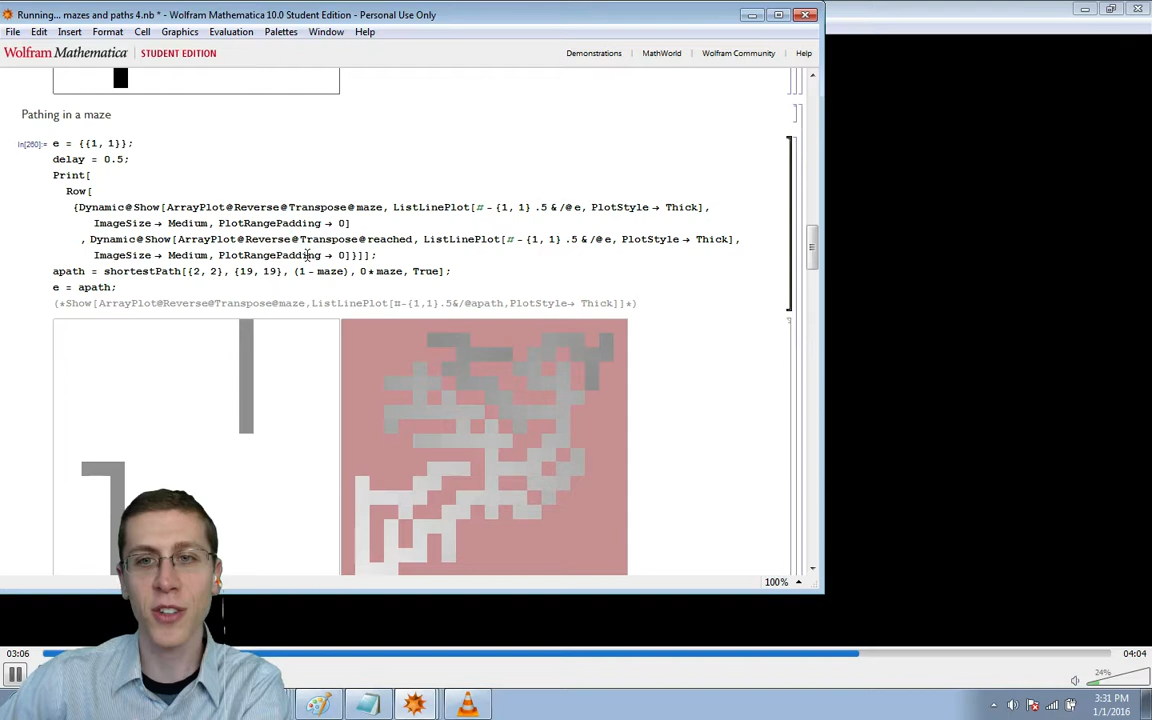 Running... mazes and paths 4.nb * - Wolfram Mathematica 10.0 Student Edition - Personal Use Only
File Edit Insert Format Cell Graphics Evaluation Palettes Window Help
Wolfram Mathematica | STUDENT EDITION Demonstrations | MathWorld | Wolfram Community | Help
Pathing in a maze
In[260]:= e = {{1, 1}};
delay = 0.5;
Print[
Row[
{Dynamic@Show[ArrayPlot@Reverse@Transpose@maze, ListLinePlot[# - {1, 1} .5 & /@ e, PlotStyle → Thick],
ImageSize → Medium, PlotRangePadding → 0]
, Dynamic@Show[ArrayPlot@Reverse@Transpose@reached, ListLinePlot[# - {1, 1} .5 & /@ e, PlotStyle → Thick],
ImageSize → Medium, PlotRangePadding → 0]}]];
apath = shortestPath[{2, 2}, {19, 19}, (1 - maze), 0 * maze, True];
e = apath;
(*Show[ArrayPlot@Reverse@Transpose@maze,ListLinePlot[#-{1,1}.5&/@apath,PlotStyle→ Thick]]*)
100%
03:06 04:04
24%
3:31 PM
1/1/2016